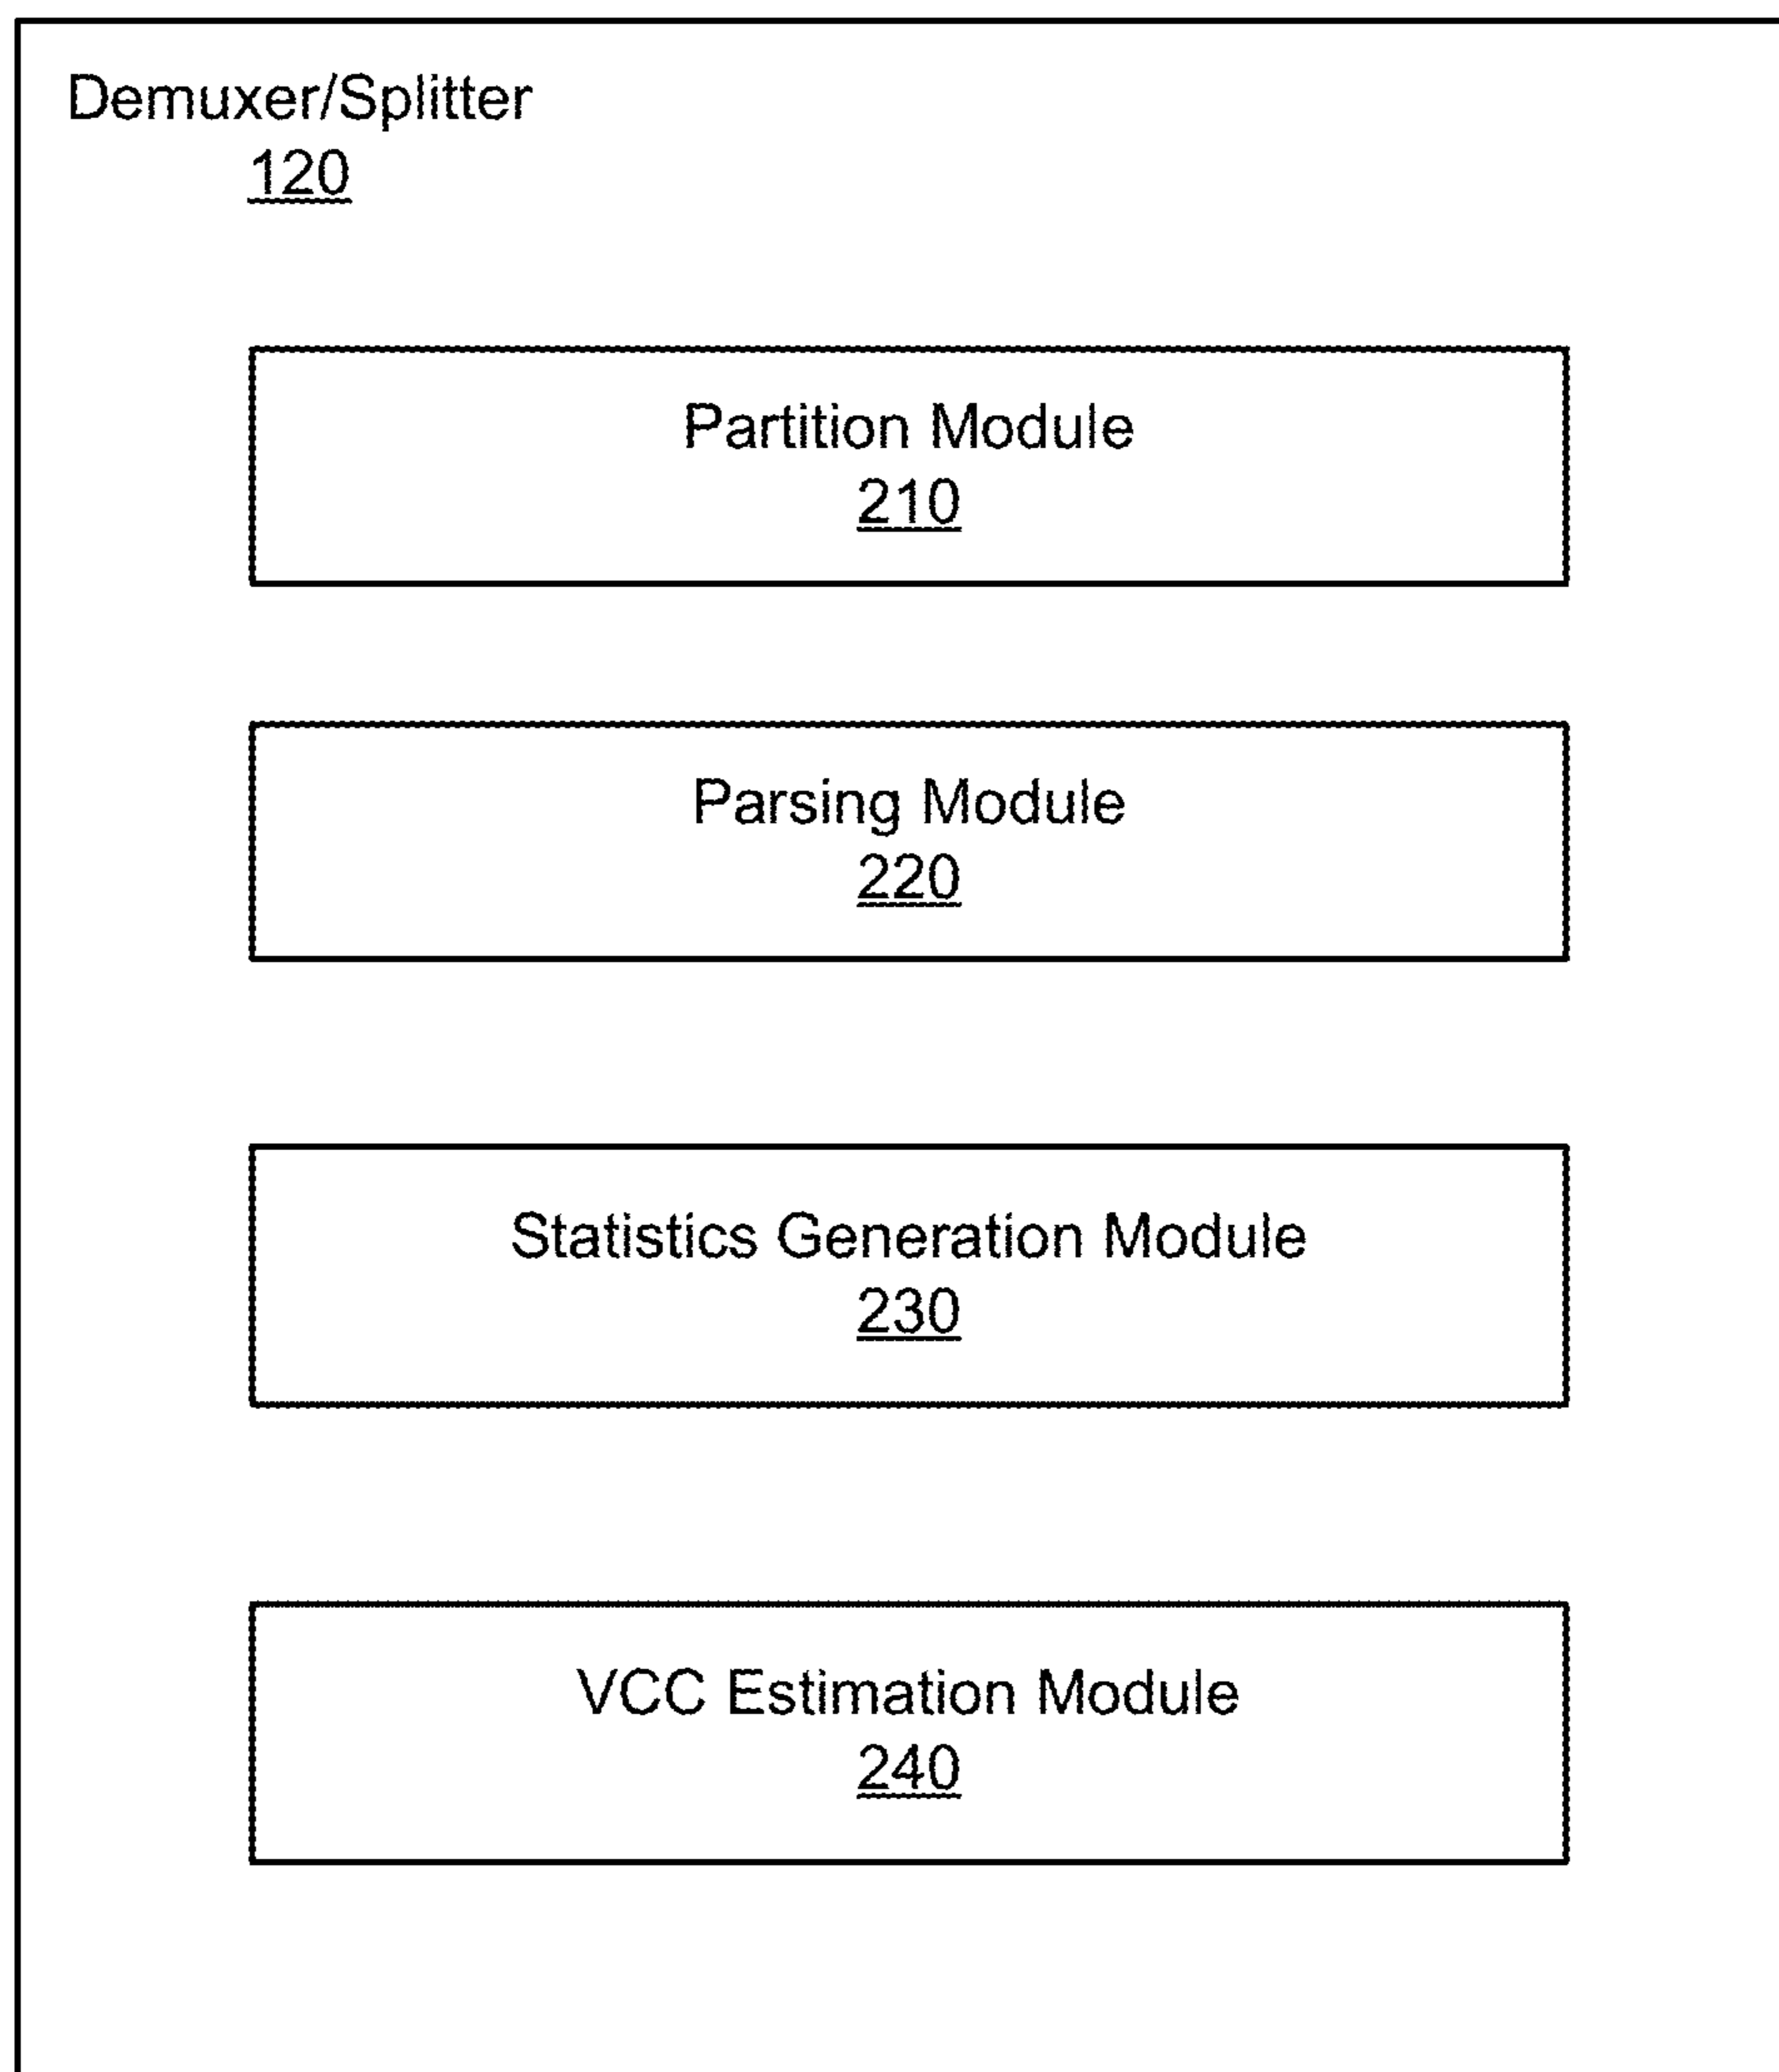 Demuxer/Splitter
120
Partition Module
210
Parsing Module
220
Statistics Generation Module
230
VCC Estimation Module
240